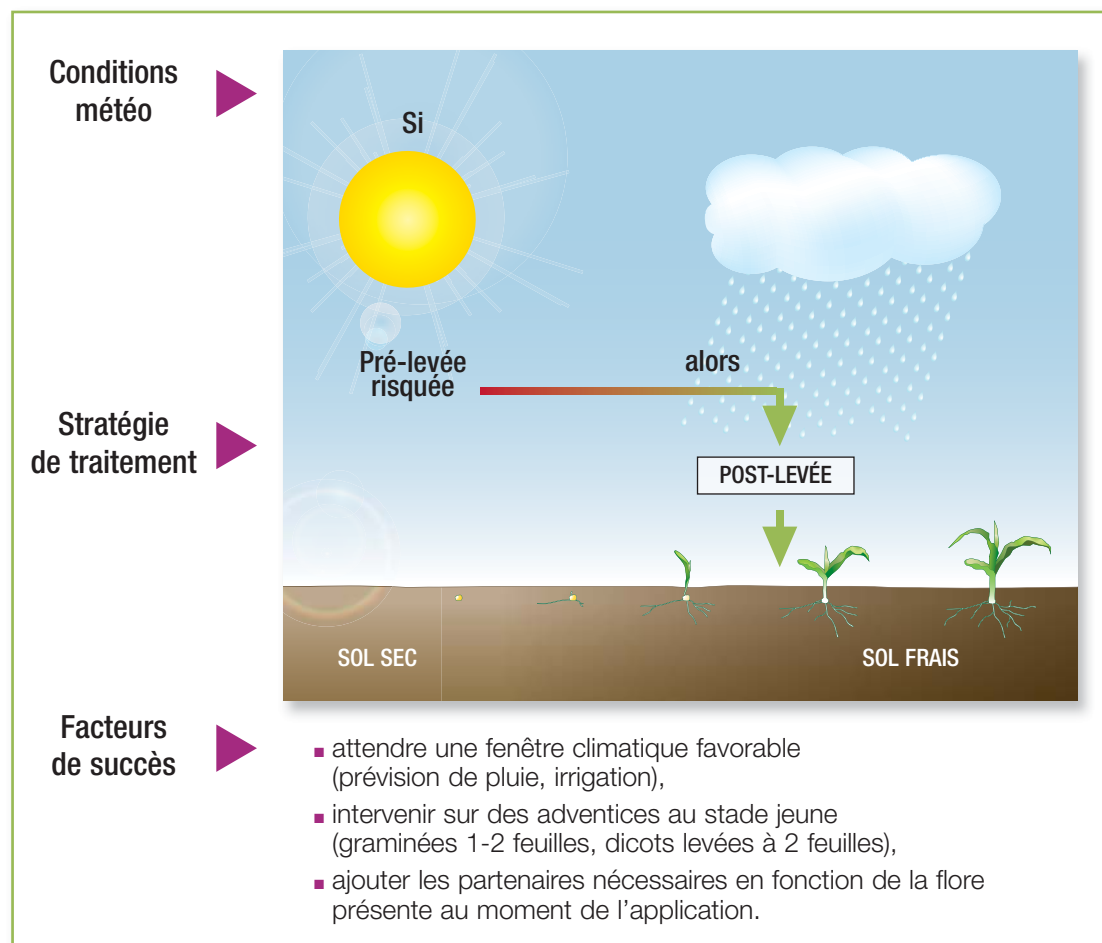 Conditions
météo
Si
Pré-levée
risquée
alors
Stratégie
de traitement
POST-LEVÉE
SOL SEC
SOL FRAIS
Facteurs
de succès
■ attendre une fenêtre climatique favorable
(prévision de pluie, irrigation),
■ intervenir sur des adventices au stade jeune
(graminées 1-2 feuilles, dicots levées à 2 feuilles),
■ ajouter les partenaires nécessaires en fonction de la flore
présente au moment de l’application.